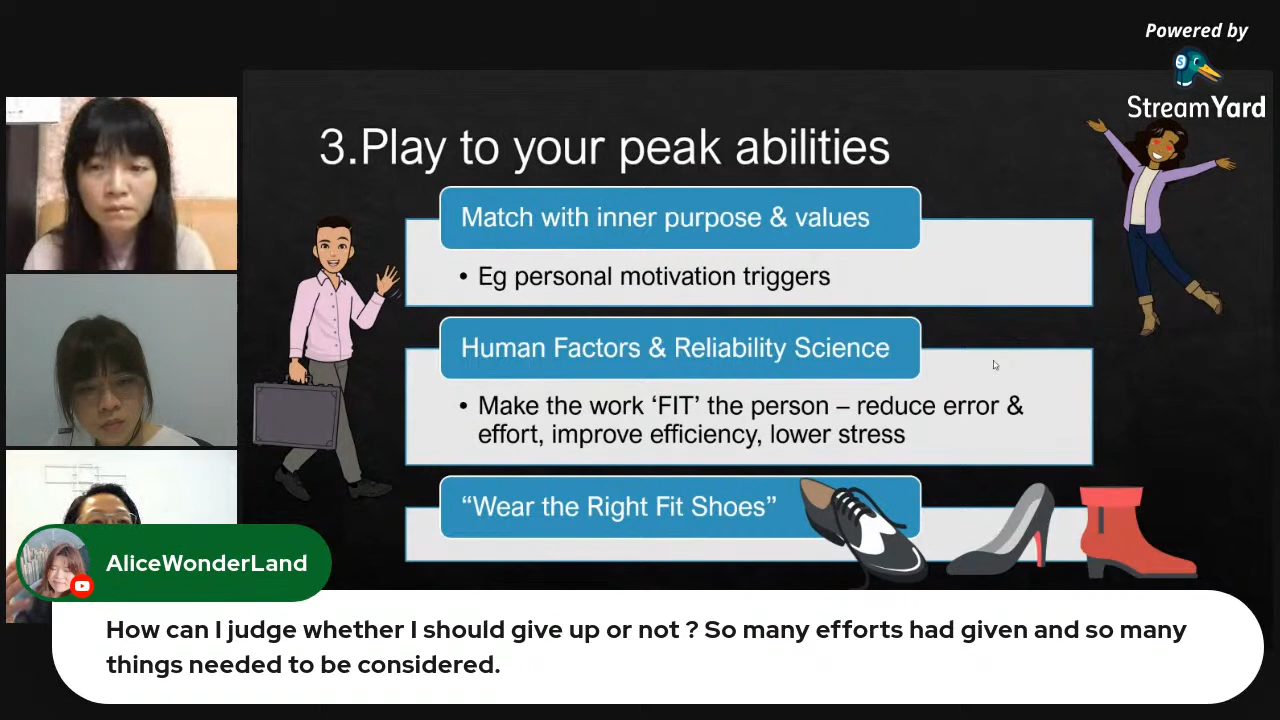 Powered by
StreamYard
3.Play to your peak abilities
Match with inner purpose & values
• Eg personal motivation triggers
Human Factors & Reliability Science
• Make the work ‘FIT’ the person – reduce error &
effort, improve efficiency, lower stress
“Wear the Right Fit Shoes”
AliceWonderLand
How can I judge whether I should give up or not ? So many efforts had given and so many
things needed to be considered.